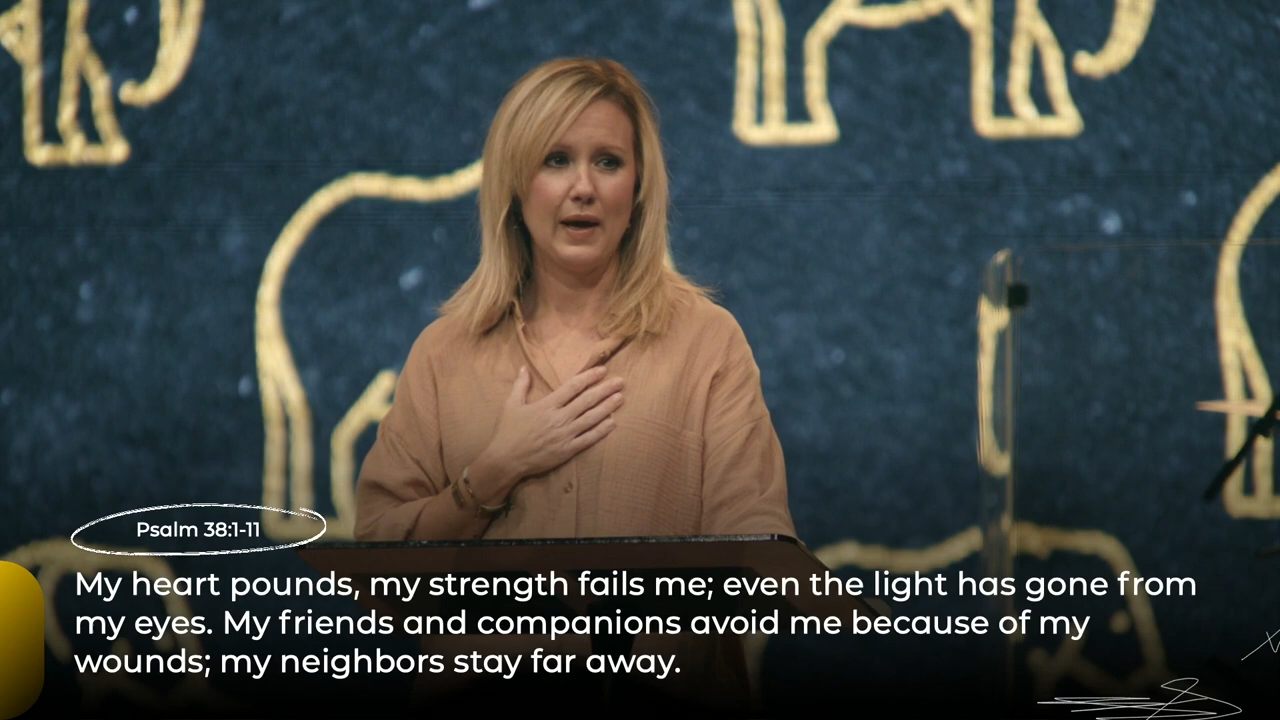 Psalm 38:1-11
My heart pounds, my strength fails me; even the light has gone from
my eyes. My friends and companions avoid me because of my
wounds; my neighbors stay far away.